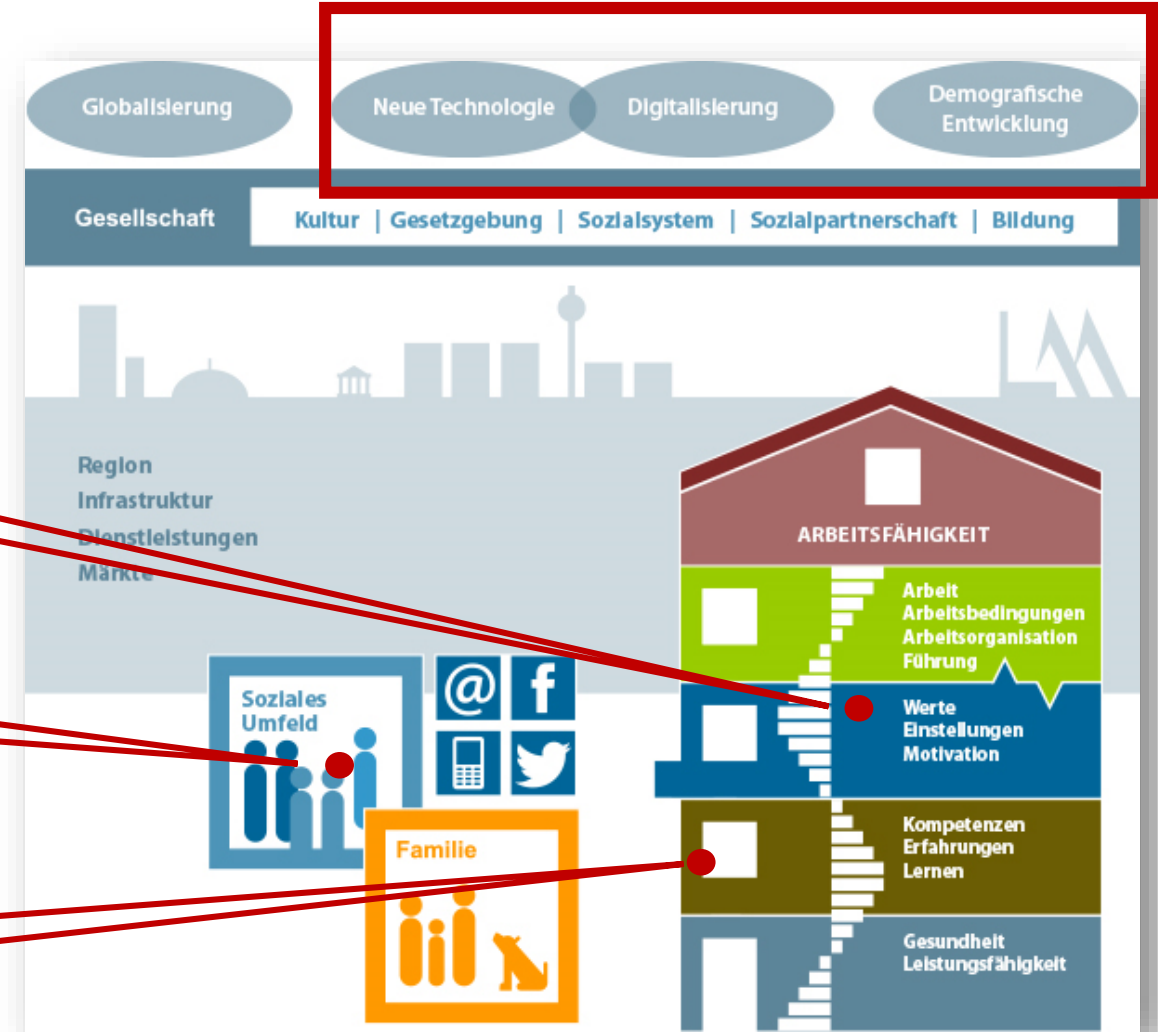 Globalisierung
Neue Technologie
Digitalisierung
Demografische
Entwicklung
Gesellschaft
Kultur | Gesetzgebung | Sozialsystem | Sozialpartnerschaft | Bildung
Region
Infrastruktur
Dienstleistungen
Märkte
ARBEITSFÄHIGKEIT
Arbeit
Arbeitsbedingungen
Arbeitsorganisation
Führung
Werte
Einstellungen
Motivation
Kompetenzen
Erfahrungen
Lernen
Gesundheit
Leistungsfähigkeit
Soziales
Umfeld
@ f
Familie